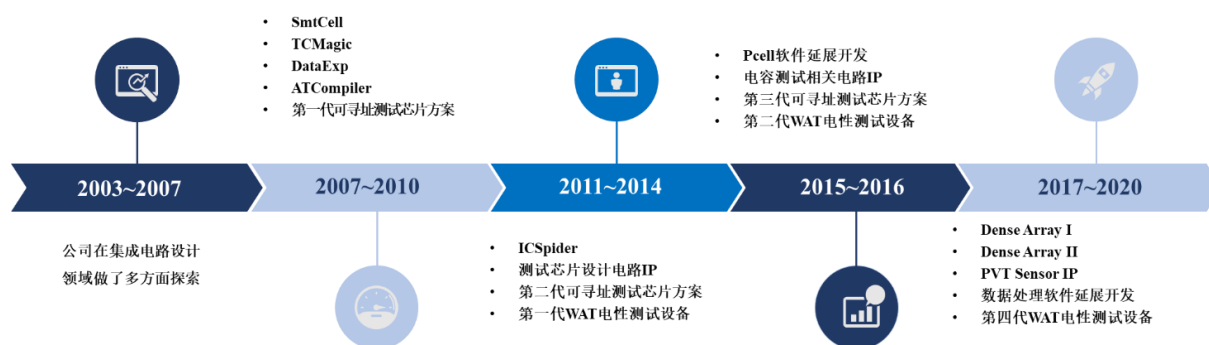 • SmtCell
• TCMagic
• DataExp
• ATCompiler
• 第一代可寻址测试芯片方案
• Pcell软件延展开发
• 电容测试相关电路IP
• 第三代可寻址测试芯片方案
• 第二代WAT电性测试设备
2003~2007
2007~2010
2011~2014
2015~2016
2017~2020
公司在集成电路设计
领域做了多方面探索
• ICSpider
• 测试芯片设计电路IP
• 第二代可寻址测试芯片方案
• 第一代WAT电性测试设备
• Dense Array I
• Dense Array II
• PVT Sensor IP
• 数据处理软件延展开发
• 第四代WAT电性测试设备